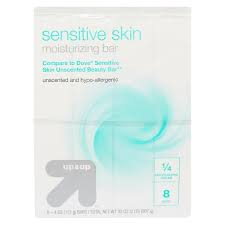 sensitive skin
moisturizing bar
Compare to Dove® Sensitive
Skin Unscented Beauty Bar**
unscented and hypo-allergenic
up&up
1/4
8